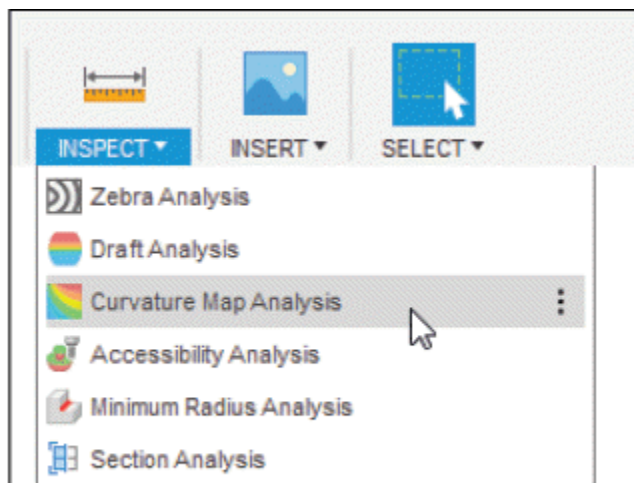 INSPECT
INSERT
SELECT
Zebra Analysis
Draft Analysis
Curvature Map Analysis
Accessibility Analysis
Minimum Radius Analysis
Section Analysis